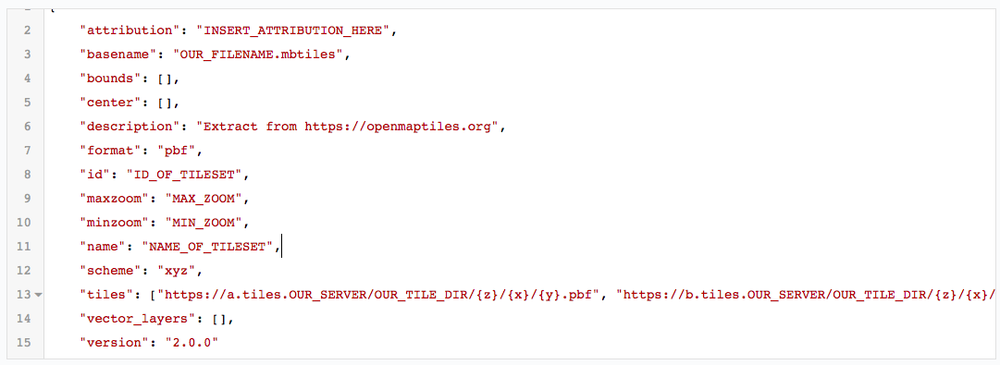 2 "attribution": "INSERT_ATTRIBUTION_HERE",
3 "basename": "OUR_FILENAME.mbtiles",
4 "bounds": [],
5 "center": [],
6 "description": "Extract from https://openmaptiles.org",
7 "format": "pbf",
8 "id": "ID_OF_TILESET",
9 "maxzoom": "MAX_ZOOM",
10 "minzoom": "MIN_ZOOM",
11 "name": "NAME_OF_TILESET",
12 "scheme": "xyz",
13 "tiles": ["https://a.tiles.OUR_SERVER/OUR_TILE_DIR/{z}/{x}/{y}.pbf", "https://b.tiles.OUR_SERVER/OUR_TILE_DIR/{z}/{x}/
14 "vector_layers": [],
15 "version": "2.0.0"